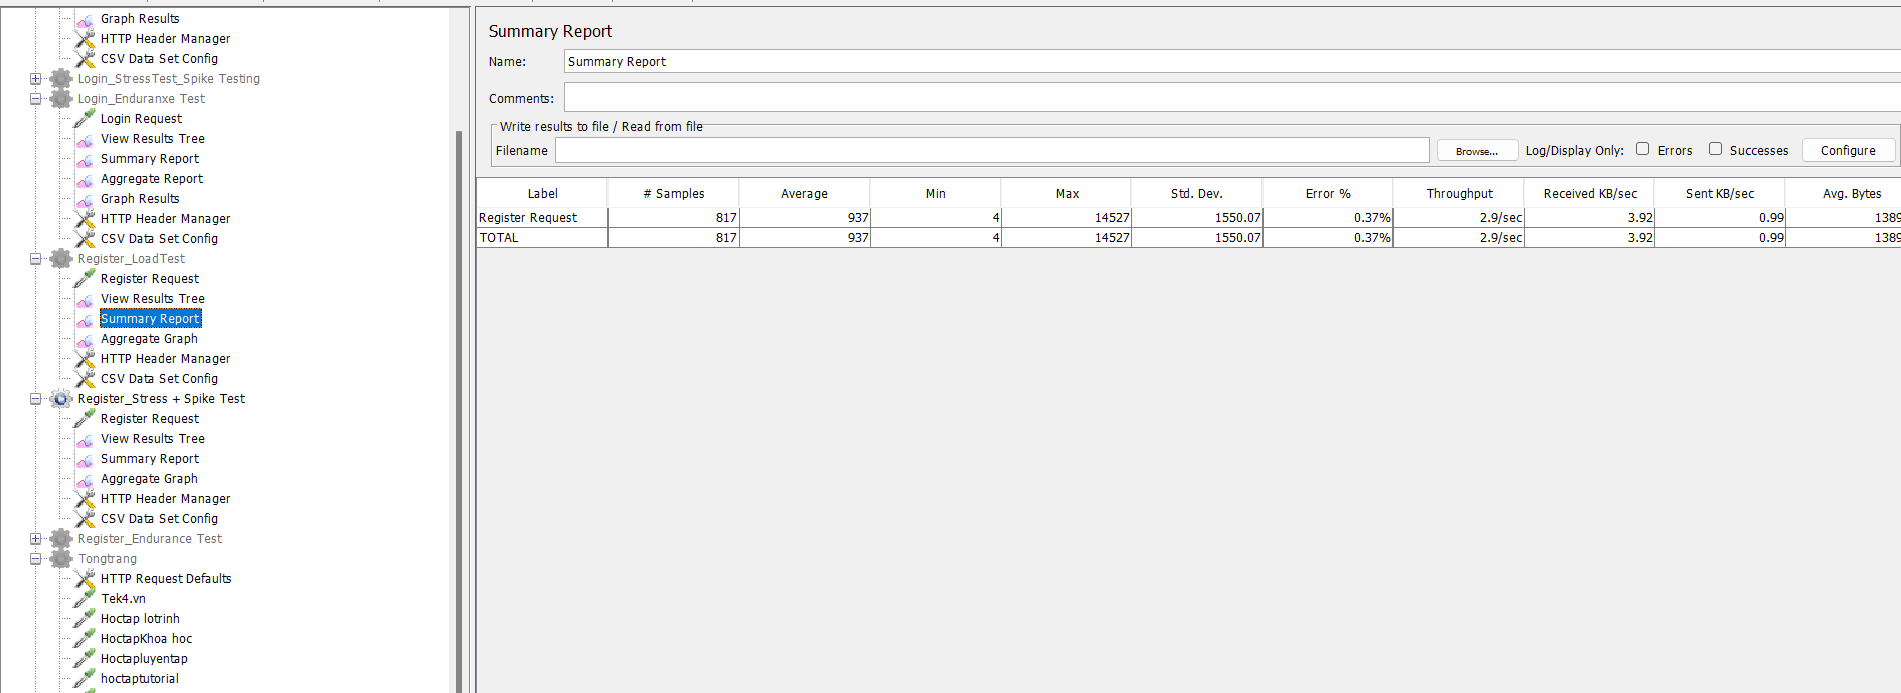 Graph Results
HTTP Header Manager
CSV Data Set Config
Login_StressTest_Spike Testing
Login_Enduranxe Test
Login Request
View Results Tree
Summary Report
Aggregate Report
Graph Results
HTTP Header Manager
CSV Data Set Config
Register_LoadTest
Register Request
View Results Tree
Summary Report
Aggregate Graph
HTTP Header Manager
CSV Data Set Config
Register_Stress + Spike Test
Register Request
View Results Tree
Summary Report
Aggregate Graph
HTTP Header Manager
CSV Data Set Config
Register_Endurance Test
Tongtrang
HTTP Request Defaults
Tek4.vn
Hoctap lotrinh
HoctapKhoa hoc
Hoctapluyentap
hoctaptutorial
Summary Report
Name: Summary Report
Comments:
Write results to file / Read from file
Filename Browse... Log/Display Only: Errors Successes Configure
Label # Samples Average Min Max Std. Dev. Error % Throughput Received KB/sec Sent KB/sec Avg. Bytes
Register Request 817 937 4 14527 1550.07 0.37% 2.9/sec 3.92 0.99 1389
TOTAL 817 937 4 14527 1550.07 0.37% 2.9/sec 3.92 0.99 1389